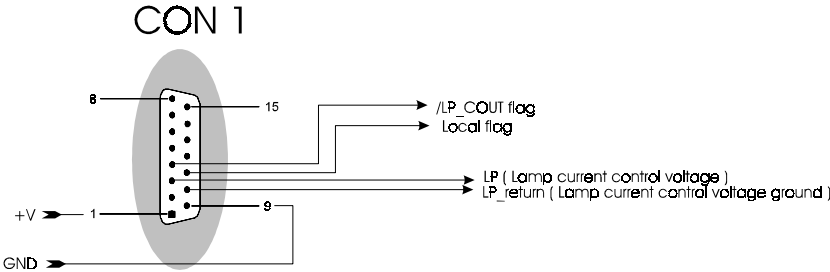 CON 1
8
15
/LP_COUT flag
Local flag
LP ( Lamp current control voltage )
LP_return ( Lamp current control voltage ground )
+V
1
9
GND